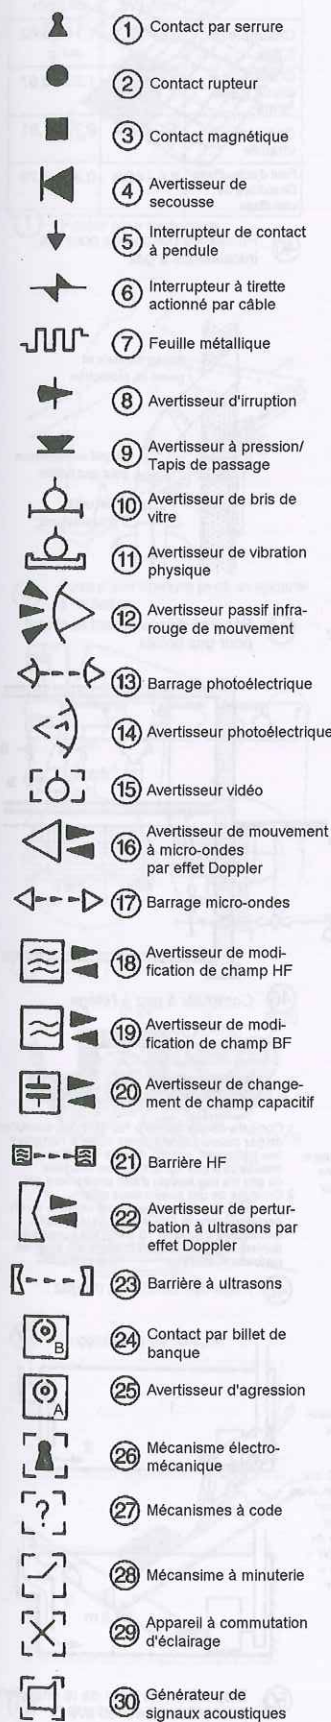 1 Contact par serrure
2 Contact rupteur
3 Contact magnétique
4 Avertisseur de
secousse
5 Interrupteur de contact
à pendule
6 Interrupteur à tirette
actionné par câble
7 Feuille métallique
8 Avertisseur d'irruption
9 Avertisseur à pression/
Tapis de passage
10 Avertisseur de bris de
vitre
11 Avertisseur de vibration
physique
12 Avertisseur passif infra-
rouge de mouvement
13 Barrage photoélectrique
14 Avertisseur photoélectrique
15 Avertisseur vidéo
16 Avertisseur de mouvement
à micro-ondes
par effet Doppler
17 Barrage micro-ondes
18 Avertisseur de modi-
fication de champ HF
19 Avertisseur de modi-
fication de champ BF
20 Avertisseur de change-
ment de champ capacitif
21 Barrière HF
22 Avertisseur de pertur-
bation à ultrasons par
effet Doppler
23 Barrière à ultrasons
B 24 Contact par billet de
banque
A 25 Avertisseur d'agression
26 Mécanisme électro-
mécanique
? 27 Mécanismes à code
28 Mécansime à minuterie
29 Appareil à commutation
d'éclairage
30 Générateur de
signaux acoustiques